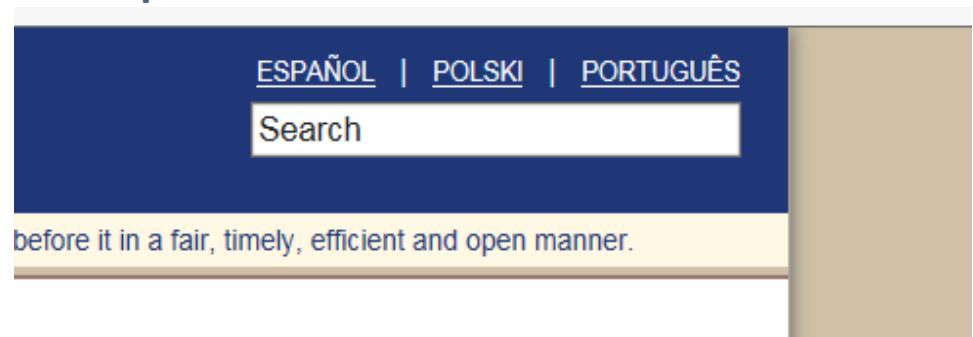 ESPAÑOL | POLSKI | PORTUGUÊS
Search
before it in a fair, timely, efficient and open manner.